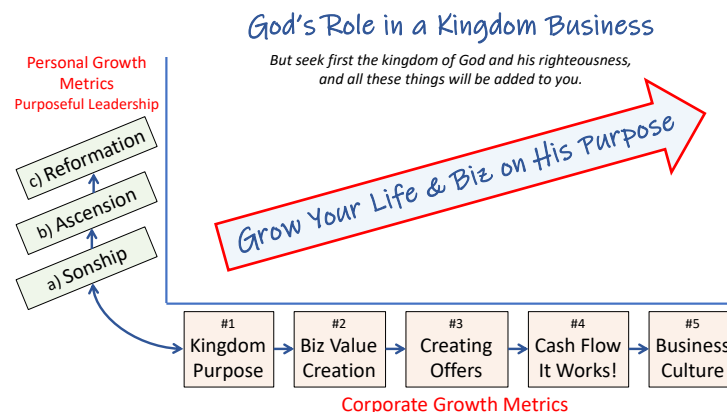 God's Role in a Kingdom Business
But seek first the kingdom of God and his righteousness,
and all these things will be added to you.
Personal Growth
Metrics
Purposeful Leadership
c) Reformation
b) Ascension
a) Sonship
Grow Your Life & Biz on His Purpose
#1
Kingdom
Purpose
#2
Biz Value
Creation
#3
Creating
Offers
#4
Cash Flow
It Works!
#5
Business
Culture
Corporate Growth Metrics